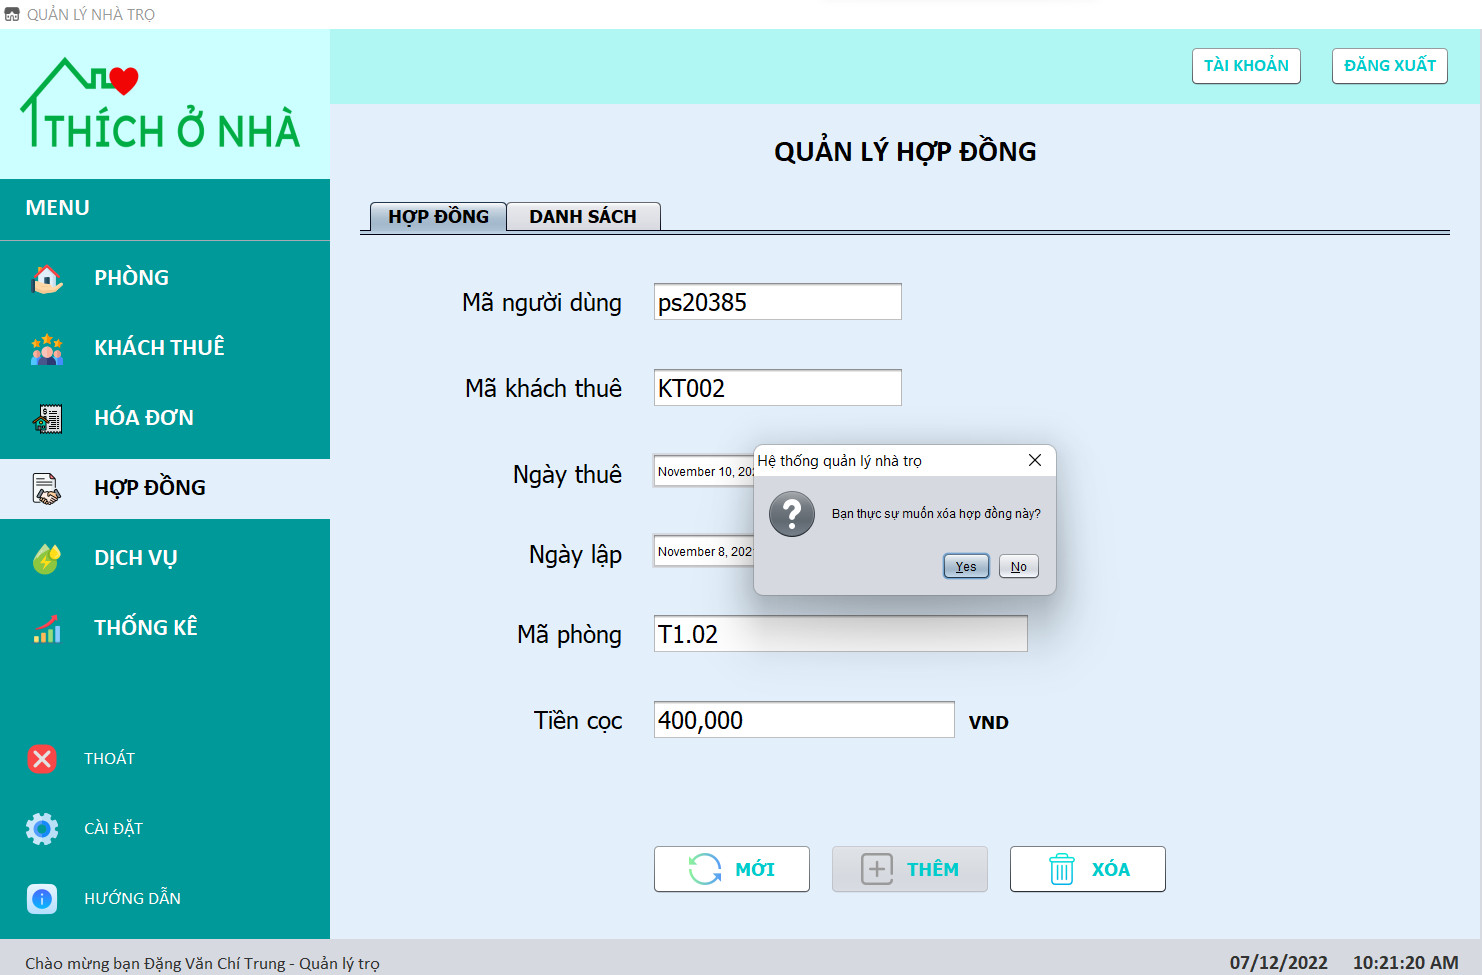 QUẢN LÝ NHÀ TRỌ
THÍCH Ở NHÀ
TÀI KHOẢN
ĐĂNG XUẤT
QUẢN LÝ HỢP ĐỒNG
MENU
HỢP ĐỒNG
DANH SÁCH
PHÒNG
KHÁCH THUÊ
HÓA ĐƠN
HỢP ĐỒNG
DỊCH VỤ
THỐNG KÊ
THOÁT
CÀI ĐẶT
HƯỚNG DẪN
Mã người dùng ps20385
Mã khách thuê KT002
Ngày thuê November 10,
Ngày lập November 8,
Hệ thống quản lý nhà trọ
Bạn thực sự muốn xóa hợp đồng này?
Yes No
Mã phòng T1.02
Tiền cọc 400,000 VND
MỚI THÊM XÓA
Chào mừng bạn Đặng Văn Chí Trung - Quản lý trọ
07/12/2022 10:21:20 AM